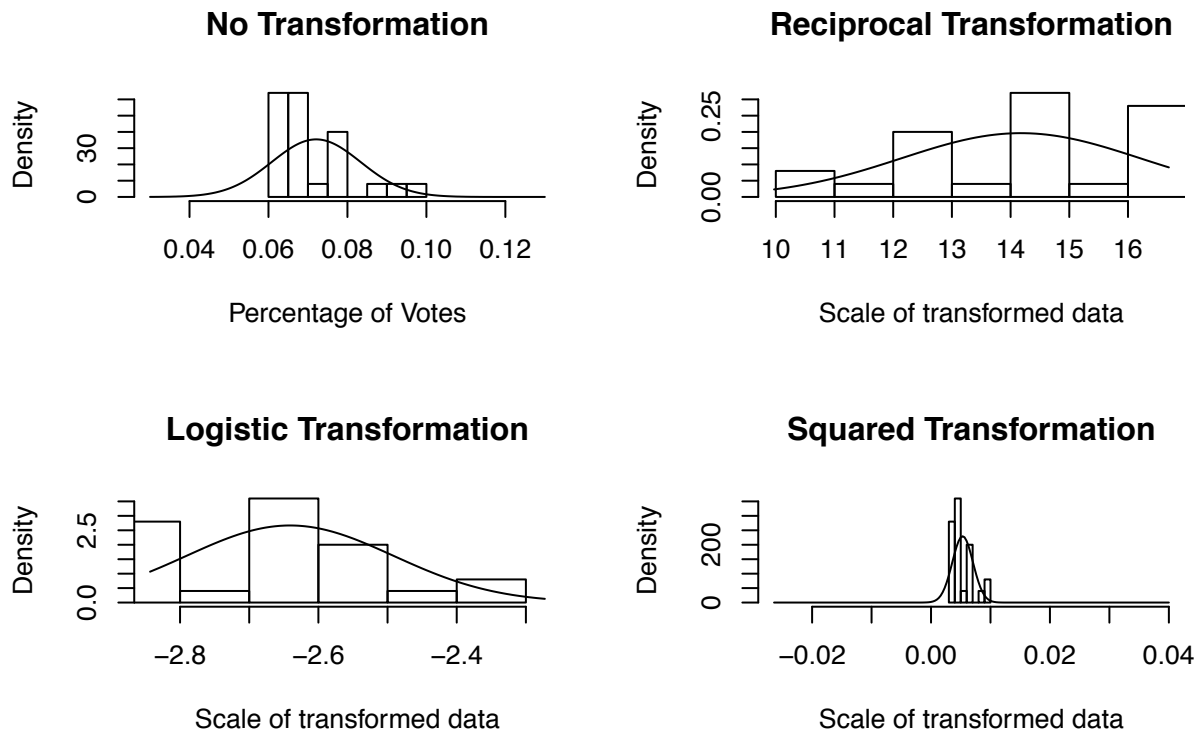 No Transformation
Density
0 30
0.04 0.06 0.08 0.10 0.12
Percentage of Votes
Reciprocal Transformation
Density
0.00 0.25
10 11 12 13 14 15 16
Scale of transformed data
Logistic Transformation
Density
0.0 2.5
−2.8 −2.6 −2.4
Scale of transformed data
Squared Transformation
Density
0 200
−0.02 0.00 0.02 0.04
Scale of transformed data